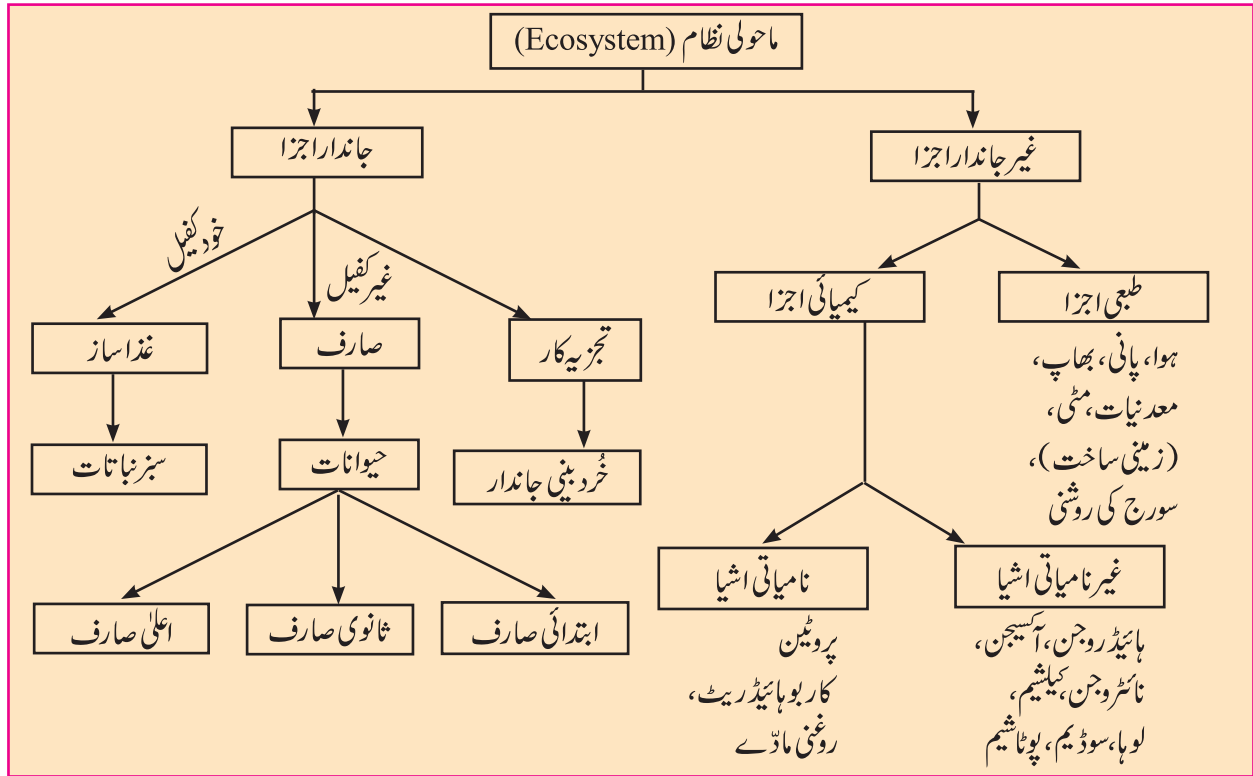 ماحولی نظام (Ecosystem)
غیر جاندار اجزا
جاندار اجزا
خود کفیل
غیر کفیل
طبعی اجزا
کیمیائی اجزا
تجزیہ کار
صارف
غذا ساز
ہوا، پانی، بھاپ،
معدنیات، مٹی،
(زمینی ساخت)،
سورج کی روشنی
خُرد بینی جاندار
حیوانات
سبز نباتات
غیر نامیاتی اشیا
نامیاتی اشیا
ہائیڈروجن، آکسیجن،
نائٹروجن، کیلشیم،
لوہا، سوڈیم، پوٹاشیم
پروٹین
کاربوہائیڈریٹ،
روغنی مادّے
ابتدائی صارف
ثانوی صارف
اعلیٰ صارف